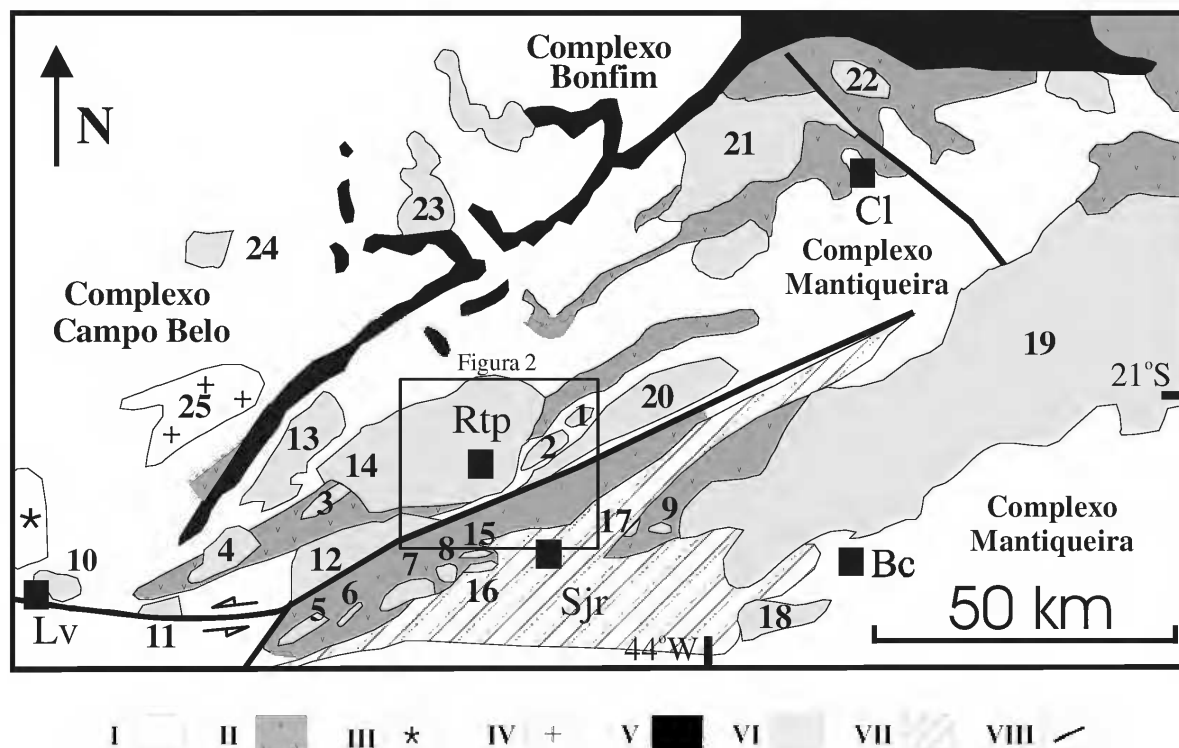 Complexo
Bonfim
N
22
21
Cl
23
24
Complexo
Mantiqueira
Complexo
Campo Belo
19
Figura 2
21°S
25
20
1
Rtp
2
13
14
3
9
17
15
Complexo
Mantiqueira
4
8
12
7
10
Bc
16
Sjr
6
5
18
50 km
Lv
11
44°W
I II III * IV + V VI VII VIII